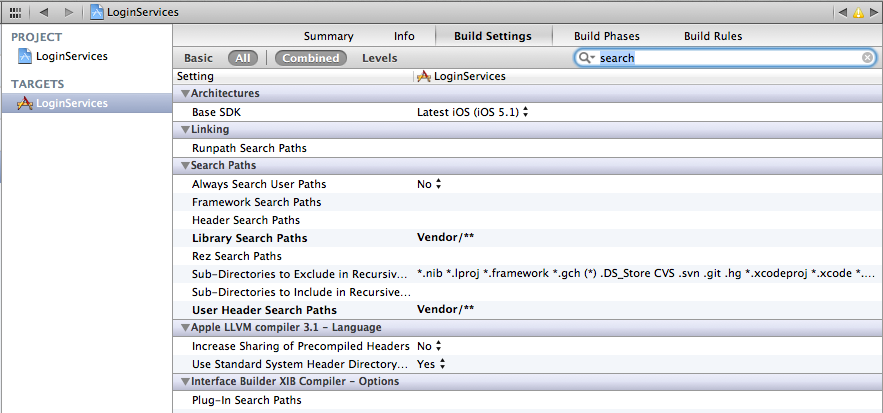 LoginServices
PROJECT
LoginServices
TARGETS
LoginServices
Summary Info Build Settings Build Phases Build Rules
Basic All Combined Levels search
Setting LoginServices
Architectures
Base SDK Latest iOS (iOS 5.1)
Linking
Runpath Search Paths
Search Paths
Always Search User Paths No
Framework Search Paths
Header Search Paths
Library Search Paths Vendor/**
Rez Search Paths
Sub-Directories to Exclude in Recursiv... *.nib *.lproj *.framework *.gch (*) .DS_Store CVS .svn .git .hg *.xcodeproj *.xcode *....
Sub-Directories to Include in Recursive...
User Header Search Paths Vendor/**
Apple LLVM compiler 3.1 - Language
Increase Sharing of Precompiled Headers No
Use Standard System Header Directory... Yes
Interface Builder XIB Compiler - Options
Plug-In Search Paths